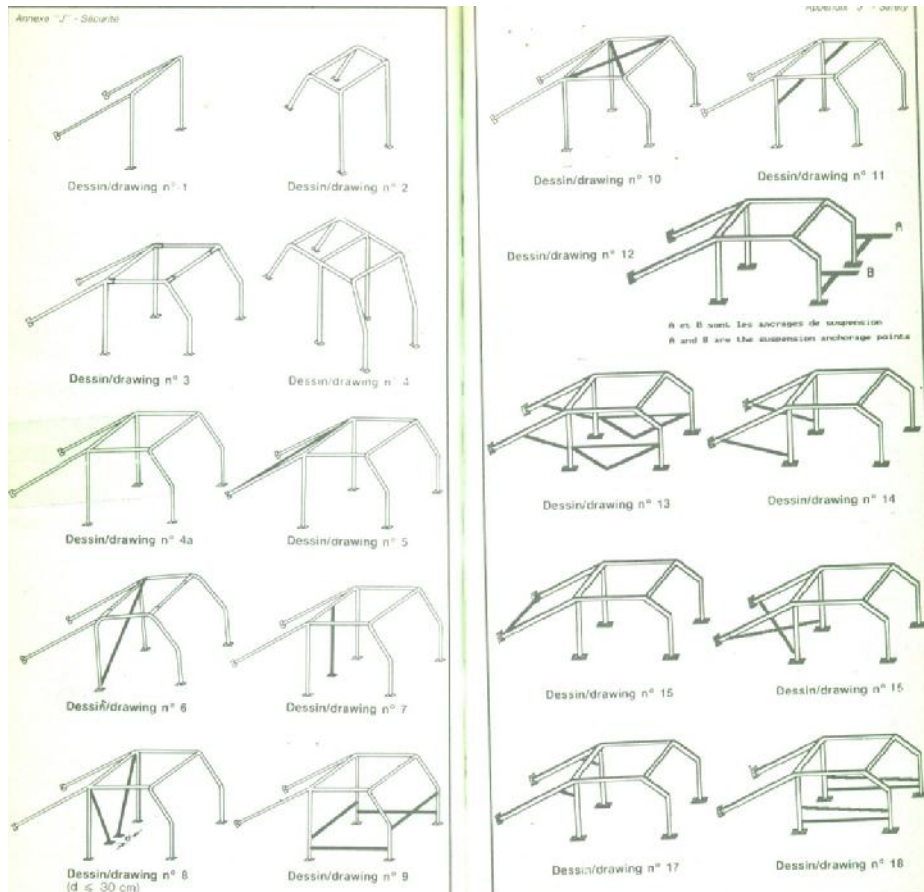 Annexe "J" - Sécurité
Appendix "J" - Safety
Dessin/drawing n° 1
Dessin/drawing n° 2
Dessin/drawing n° 3
Dessin/drawing n° 4
Dessin/drawing n° 4a
Dessin/drawing n° 5
Dessin/drawing n° 6
Dessin/drawing n° 7
Dessin/drawing n° 8
d
(d ≤ 30 cm)
Dessin/drawing n° 9
Dessin/drawing n° 10
Dessin/drawing n° 11
Dessin/drawing n° 12
A
B
A et B sont les ancrages de suspension
A and B are the suspension anchorage points
Dessin/drawing n° 13
Dessin/drawing n° 14
Dessin/drawing n° 15
Dessin/drawing n° 15
Dessin/drawing n° 17
Dessin/drawing n° 18